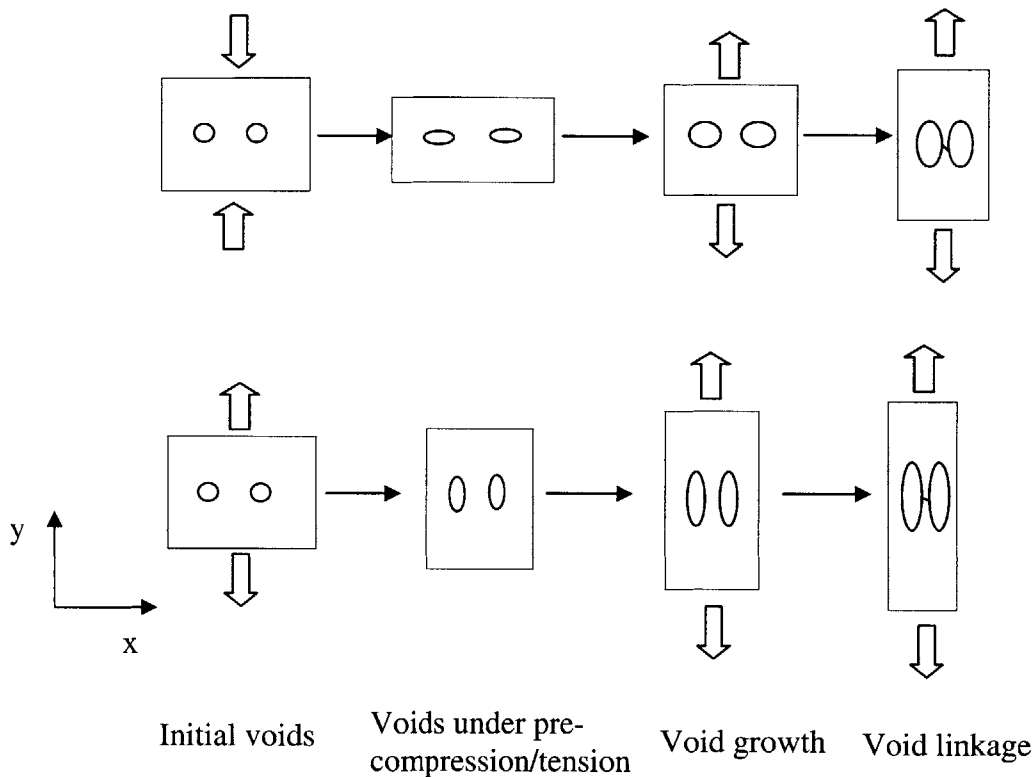 y
x
Initial voids
Voids under pre-
compression/tension
Void growth
Void linkage